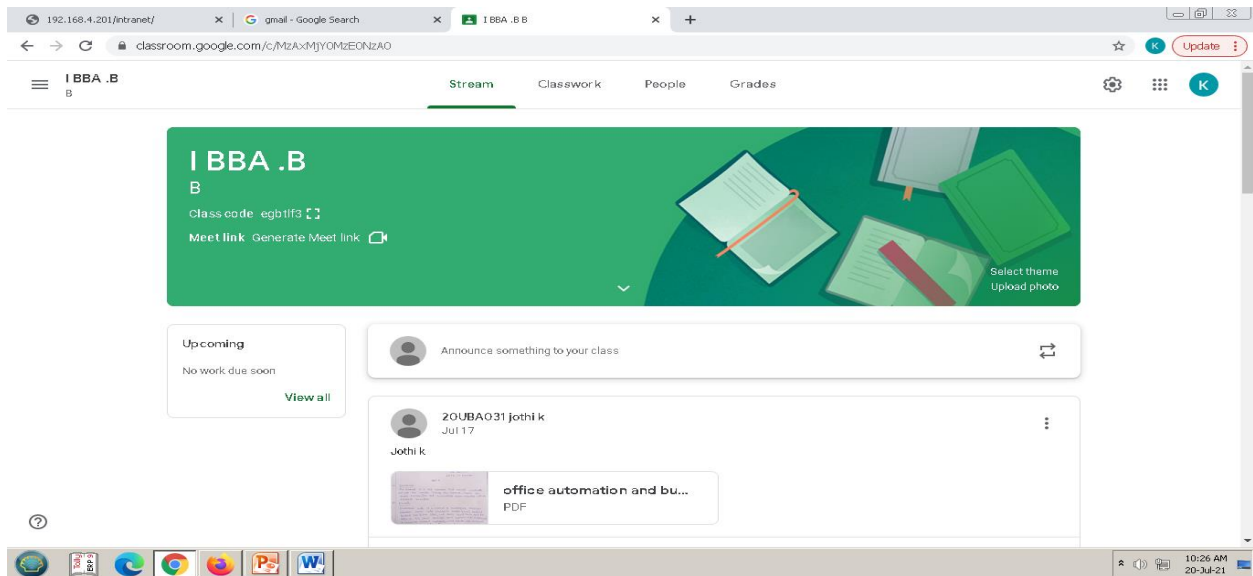 192.168.4.201/intranet/
gmail - Google Search
I BBA .B B
classroom.google.com/c/MzAxMjY0MzE0NzA0
K
Update
I BBA .B
B
Stream
Classwork
People
Grades
K
I BBA .B
B
Class code egbtlf3
Meet link Generate Meet link
Select theme
Upload photo
Upcoming
No work due soon
View all
Announce something to your class
20UBA031 jothi k
Jul 17
Jothi k
office automation and bu...
PDF
10:26 AM
20-Jul-21